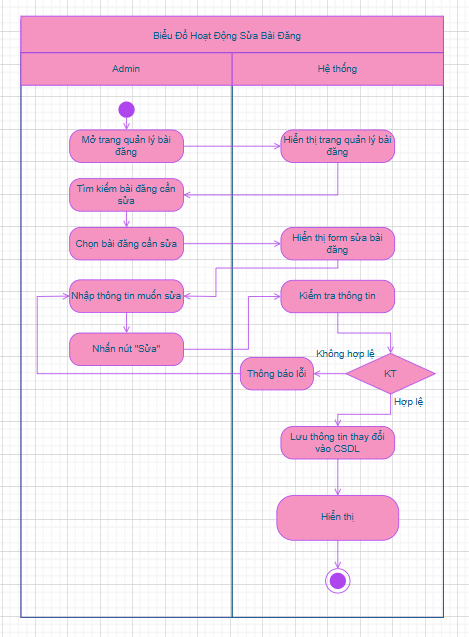 Biểu Đồ Hoạt Động Sửa Bài Đăng
Admin
Hệ thống
Mở trang quản lý bài
đăng
Hiển thị trang quản lý bài
đăng
Tìm kiếm bài đăng cần
sửa
Chọn bài đăng cần sửa
Hiển thị form sửa bài
đăng
Nhập thông tin muốn sửa
Kiểm tra thông tin
Nhấn nút "Sửa"
Không hợp lệ
Thông báo lỗi
KT
Hợp lệ
Lưu thông tin thay đổi
vào CSDL
Hiển thị